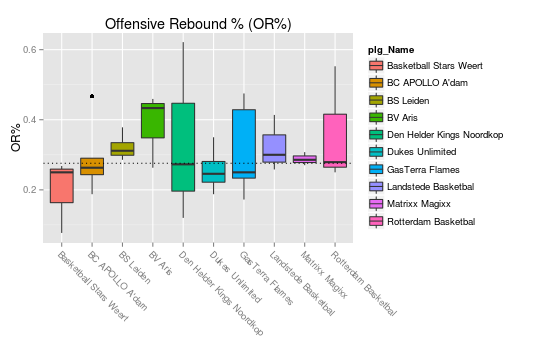 Offensive Rebound % (OR%)
OR%
0.6
0.4
0.2
Basketball Stars Weert
BC APOLLO A'dam
BS Leiden
BV Aris
Den Helder Kings Noordkop
Dukes Unlimited
GasTerra Flames
Landstede Basketbal
Matrixx Magixx
Rotterdam Basketbal
plg_Name
Basketball Stars Weert
BC APOLLO A'dam
BS Leiden
BV Aris
Den Helder Kings Noordkop
Dukes Unlimited
GasTerra Flames
Landstede Basketbal
Matrixx Magixx
Rotterdam Basketbal